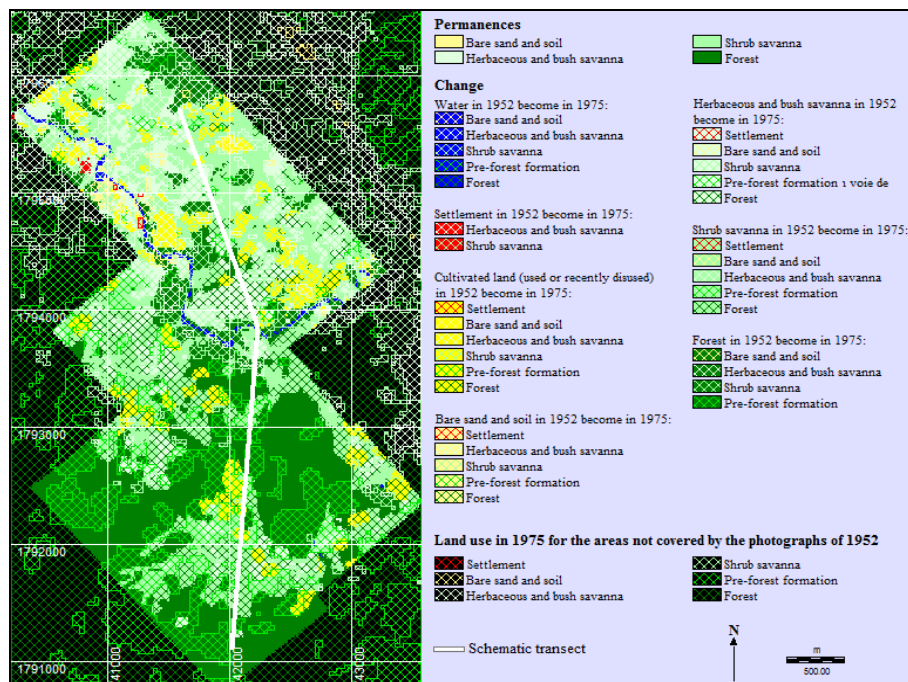 Permanences
Bare sand and soil
Herbaceous and bush savanna
Shrub savanna
Forest
Change
Water in 1952 become in 1975:
Bare sand and soil
Herbaceous and bush savanna
Shrub savanna
Pre-forest formation
Forest
Settlement in 1952 become in 1975:
Herbaceous and bush savanna
Shrub savanna
Cultivated land (used or recently disused)
in 1952 become in 1975:
Settlement
Bare sand and soil
Herbaceous and bush savanna
Shrub savanna
Pre-forest formation
Forest
Bare sand and soil in 1952 become in 1975:
Settlement
Herbaceous and bush savanna
Shrub savanna
Pre-forest formation
Forest
Herbaceous and bush savanna in 1952
become in 1975:
Settlement
Bare sand and soil
Shrub savanna
Pre-forest formation ı voie de
Forest
Shrub savanna in 1952 become in 1975:
Settlement
Bare sand and soil
Herbaceous and bush savanna
Pre-forest formation
Forest
Forest in 1952 become in 1975:
Bare sand and soil
Herbaceous and bush savanna
Shrub savanna
Pre-forest formation
Land use in 1975 for the areas not covered by the photographs of 1952
Settlement
Bare sand and soil
Herbaceous and bush savanna
Shrub savanna
Pre-forest formation
Forest
Schematic transect
N
m
500.00
1794000
1793000
1792000
1791000
41000
42000
43000